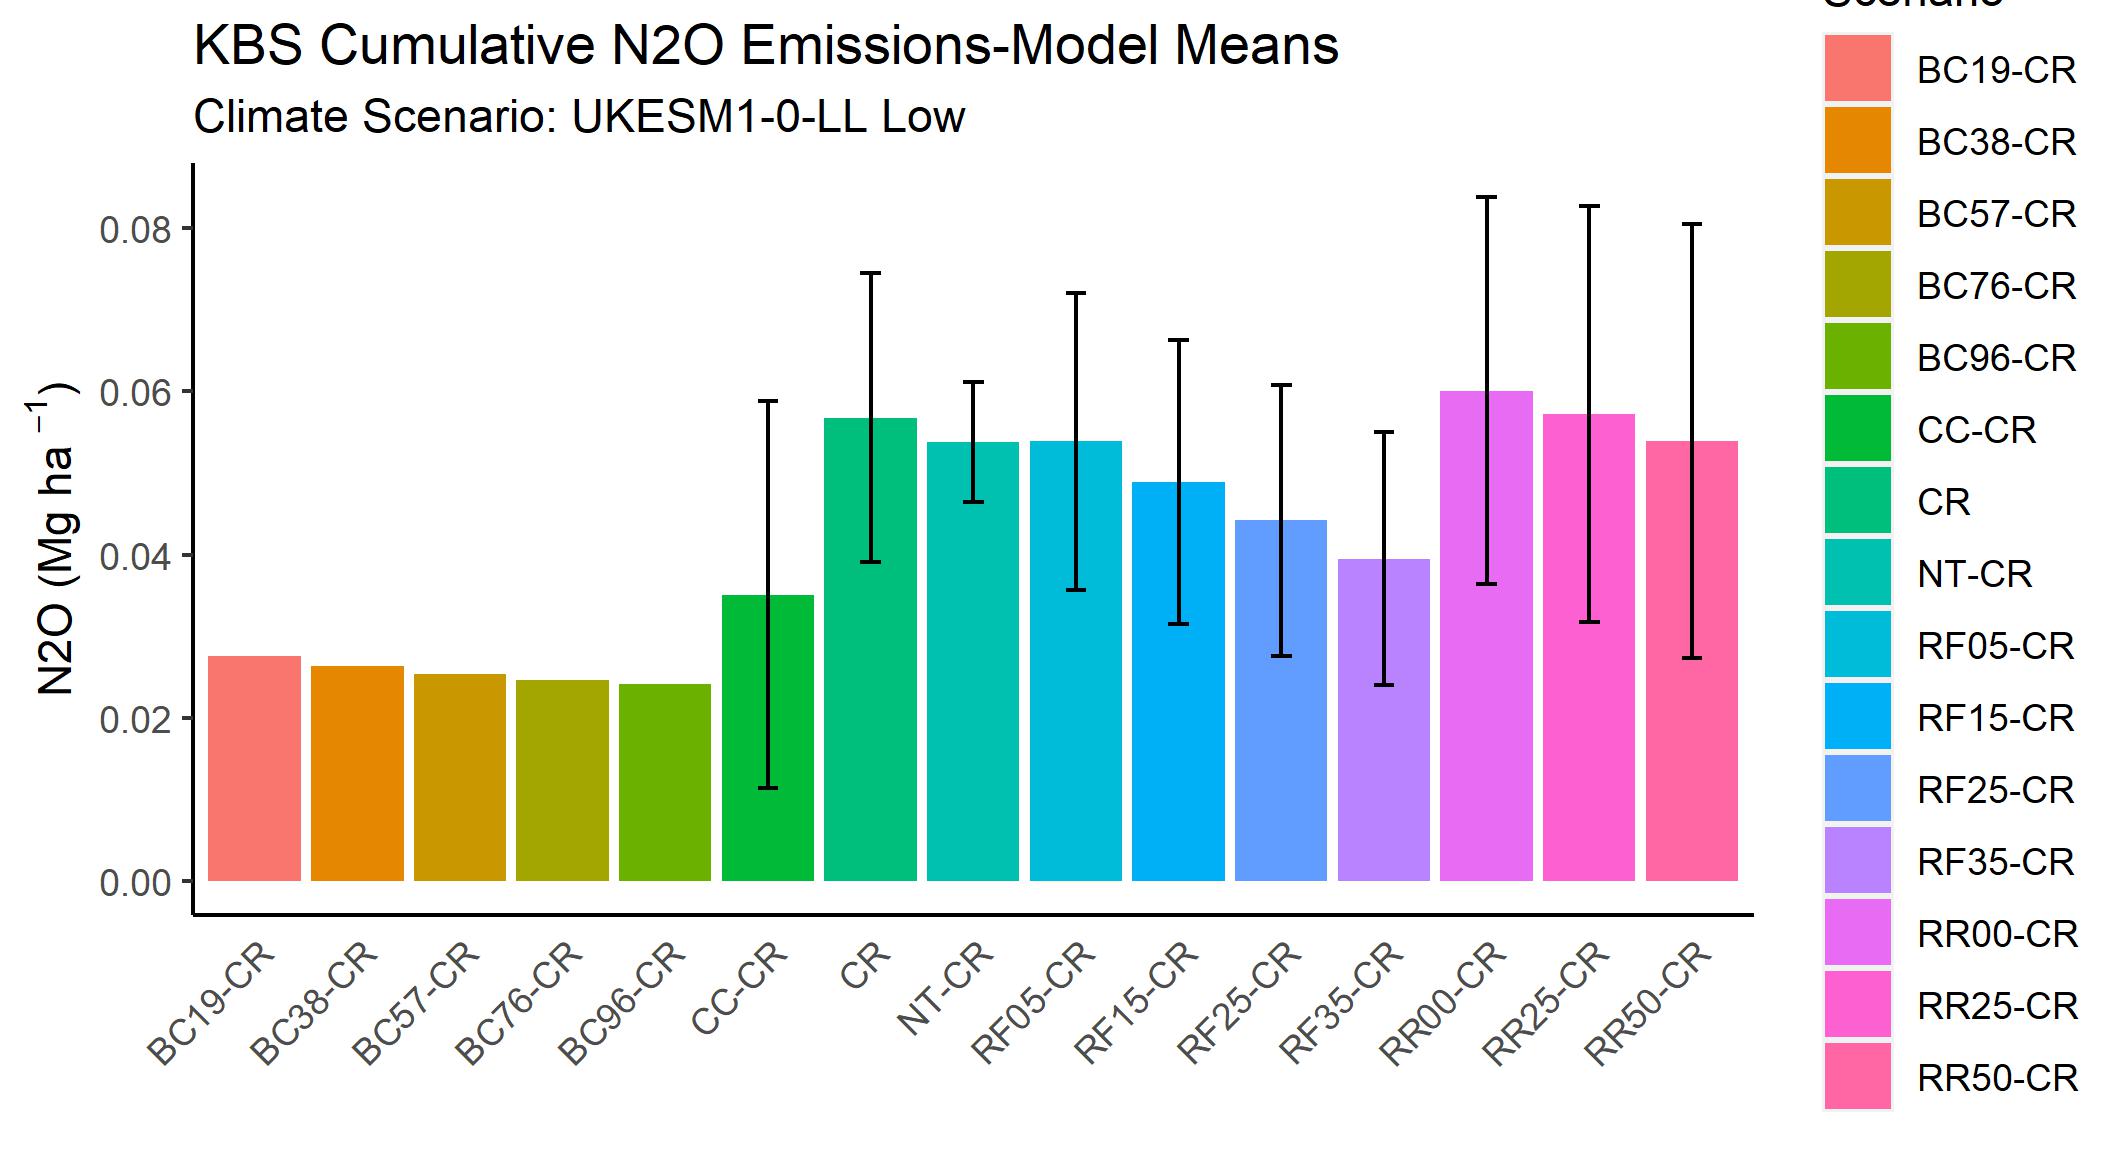 KBS Cumulative N2O Emissions-Model Means
Climate Scenario: UKESM1-0-LL Low
N2O (Mg ha −1)
0.08
0.06
0.04
0.02
0.00
BC19-CR
BC38-CR
BC57-CR
BC76-CR
BC96-CR
CC-CR
CR
NT-CR
RF05-CR
RF15-CR
RF25-CR
RF35-CR
RR00-CR
RR25-CR
RR50-CR
Scenario
BC19-CR
BC38-CR
BC57-CR
BC76-CR
BC96-CR
CC-CR
CR
NT-CR
RF05-CR
RF15-CR
RF25-CR
RF35-CR
RR00-CR
RR25-CR
RR50-CR